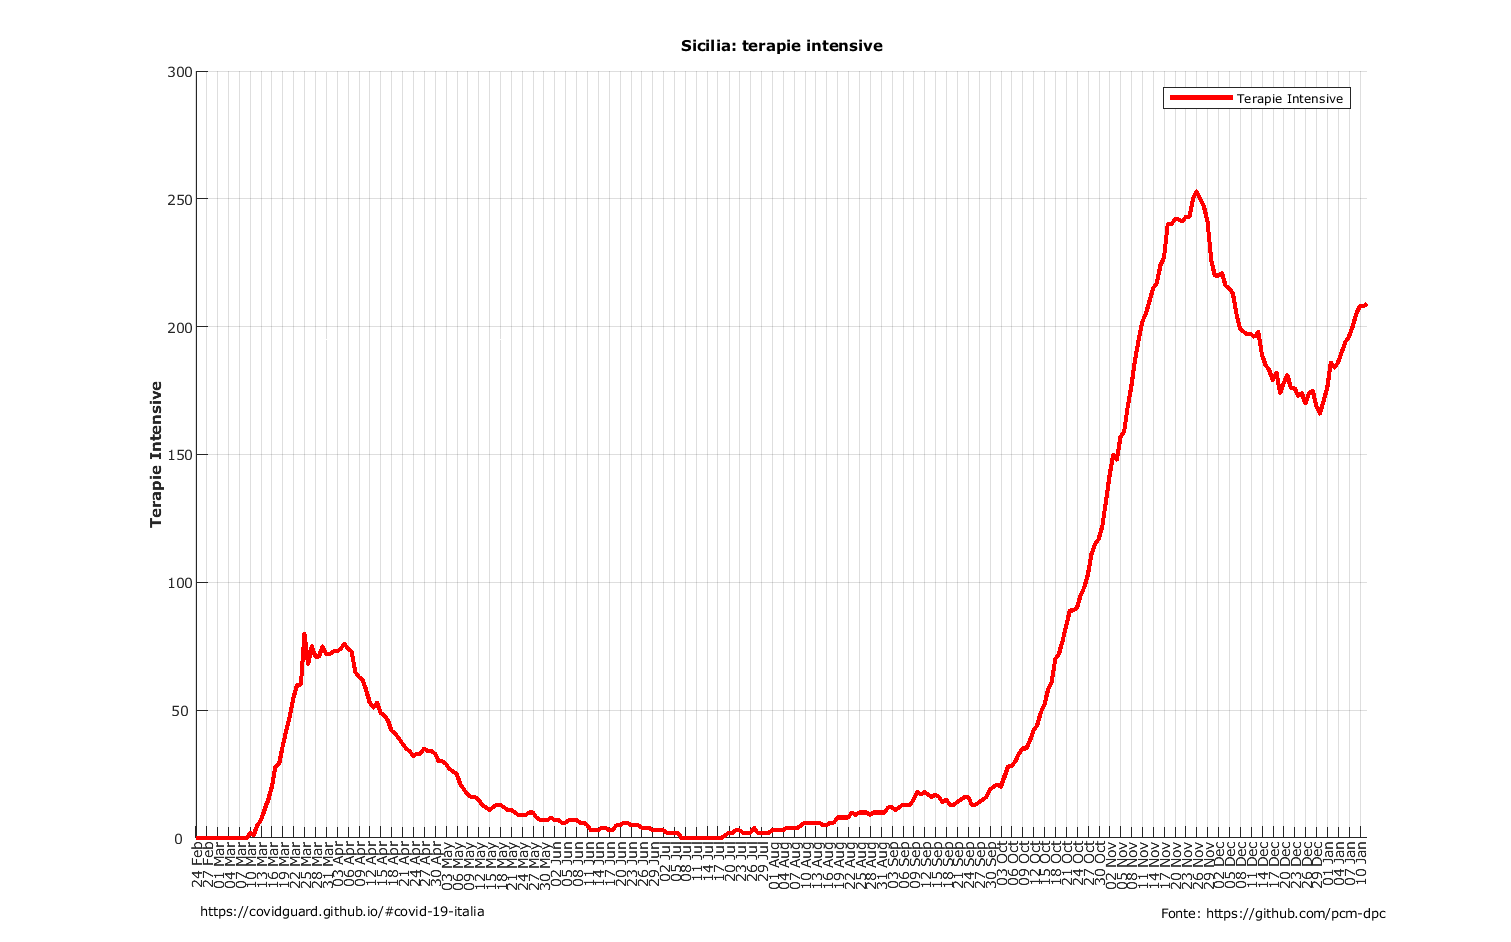 Sicilia: terapie intensive
Terapie Intensive
Terapie Intensive
300
250
200
150
100
50
0
24 Feb
27 Feb
01 Mar
04 Mar
07 Mar
10 Mar
13 Mar
16 Mar
19 Mar
22 Mar
25 Mar
28 Mar
31 Mar
03 Apr
06 Apr
09 Apr
12 Apr
15 Apr
18 Apr
21 Apr
24 Apr
27 Apr
30 Apr
03 May
06 May
09 May
12 May
15 May
18 May
21 May
24 May
27 May
30 May
02 Jun
05 Jun
08 Jun
11 Jun
14 Jun
17 Jun
20 Jun
23 Jun
26 Jun
29 Jun
02 Jul
05 Jul
08 Jul
11 Jul
14 Jul
17 Jul
20 Jul
23 Jul
26 Jul
29 Jul
01 Aug
04 Aug
07 Aug
10 Aug
13 Aug
16 Aug
19 Aug
22 Aug
25 Aug
28 Aug
31 Aug
03 Sep
06 Sep
09 Sep
12 Sep
15 Sep
18 Sep
21 Sep
24 Sep
27 Sep
30 Sep
03 Oct
06 Oct
09 Oct
12 Oct
15 Oct
18 Oct
21 Oct
24 Oct
27 Oct
30 Oct
02 Nov
05 Nov
08 Nov
11 Nov
14 Nov
17 Nov
20 Nov
23 Nov
26 Nov
29 Nov
02 Dec
05 Dec
08 Dec
11 Dec
14 Dec
17 Dec
20 Dec
23 Dec
26 Dec
29 Dec
01 Jan
04 Jan
07 Jan
10 Jan
https://covidguard.github.io/#covid-19-italia
Fonte: https://github.com/pcm-dpc